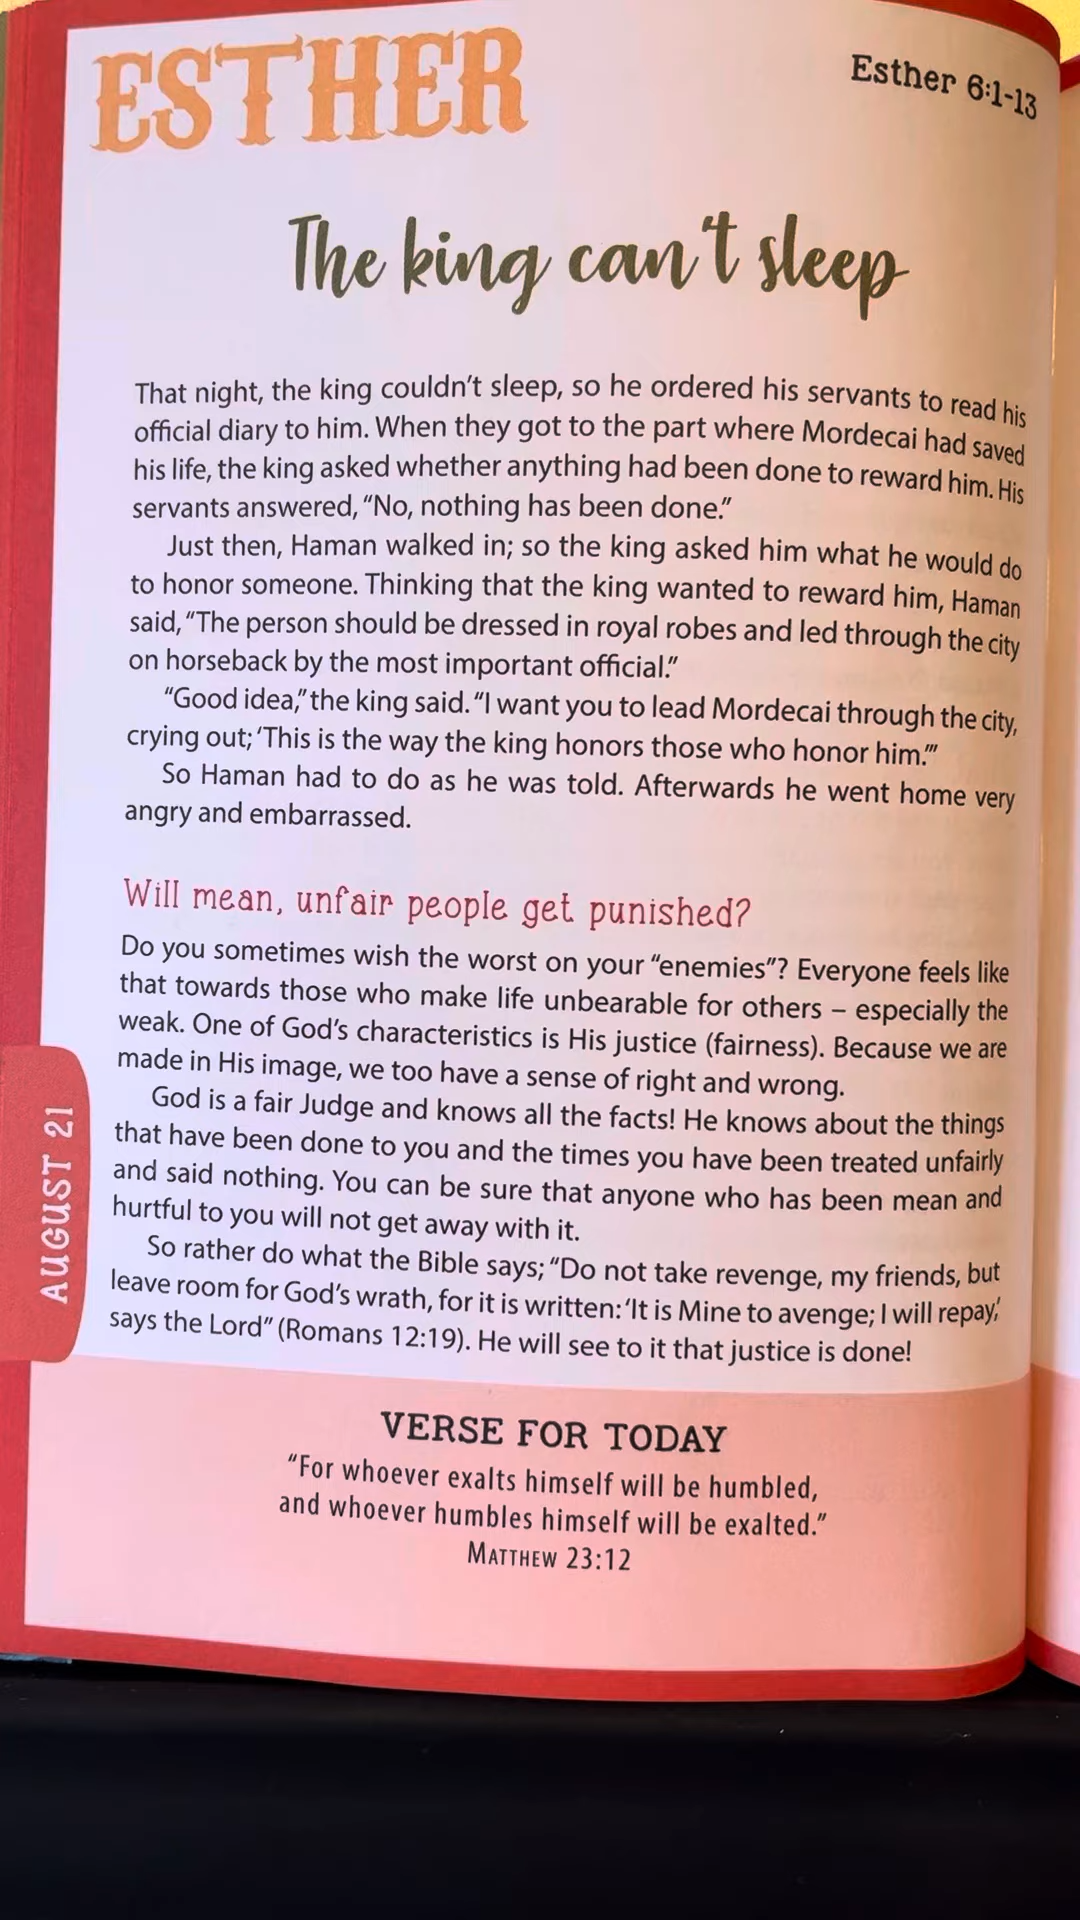 ESTHER
Esther 6:1-13
The king can't sleep
That night, the king couldn't sleep, so he ordered his servants to read his
official diary to him. When they got to the part where Mordecai had saved
his life, the king asked whether anything had been done to reward him. His
servants answered, “No, nothing has been done.”
Just then, Haman walked in; so the king asked him what he would do
to honor someone. Thinking that the king wanted to reward him, Haman
said, “The person should be dressed in royal robes and led through the city
on horseback by the most important official.”
“Good idea,” the king said. “I want you to lead Mordecai through the city,
crying out; ‘This is the way the king honors those who honor him.’”
So Haman had to do as he was told. Afterwards he went home very
angry and embarrassed.
Will mean, unfair people get punished?
Do you sometimes wish the worst on your “enemies”? Everyone feels like
that towards those who make life unbearable for others – especially the
weak. One of God’s characteristics is His justice (fairness). Because we are
made in His image, we too have a sense of right and wrong.
God is a fair Judge and knows all the facts! He knows about the things
that have been done to you and the times you have been treated unfairly
and said nothing. You can be sure that anyone who has been mean and
hurtful to you will not get away with it.
So rather do what the Bible says; “Do not take revenge, my friends, but
leave room for God’s wrath, for it is written: ‘It is Mine to avenge; I will repay,’
says the Lord” (Romans 12:19). He will see to it that justice is done!
AUGUST 21
VERSE FOR TODAY
“For whoever exalts himself will be humbled,
and whoever humbles himself will be exalted.”
MATTHEW 23:12